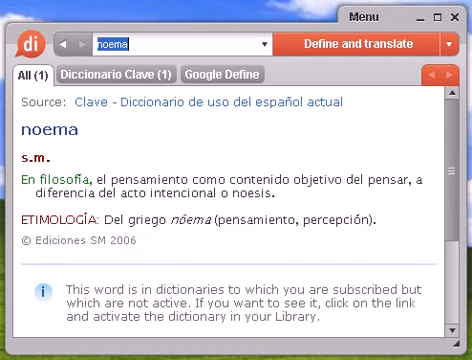 Menu
di noema Define and translate
All (1) Diccionario Clave (1) Google Define
Source: Clave - Diccionario de uso del español actual
noema
s.m.
En filosofía, el pensamiento como contenido objetivo del pensar, a
diferencia del acto intencional o noesis.
ETIMOLOGÍA: Del griego nóema (pensamiento, percepción).
© Ediciones SM 2006
i This word is in dictionaries to which you are subscribed but
which are not active. If you want to see it, click on the link
and activate the dictionary in your Library.